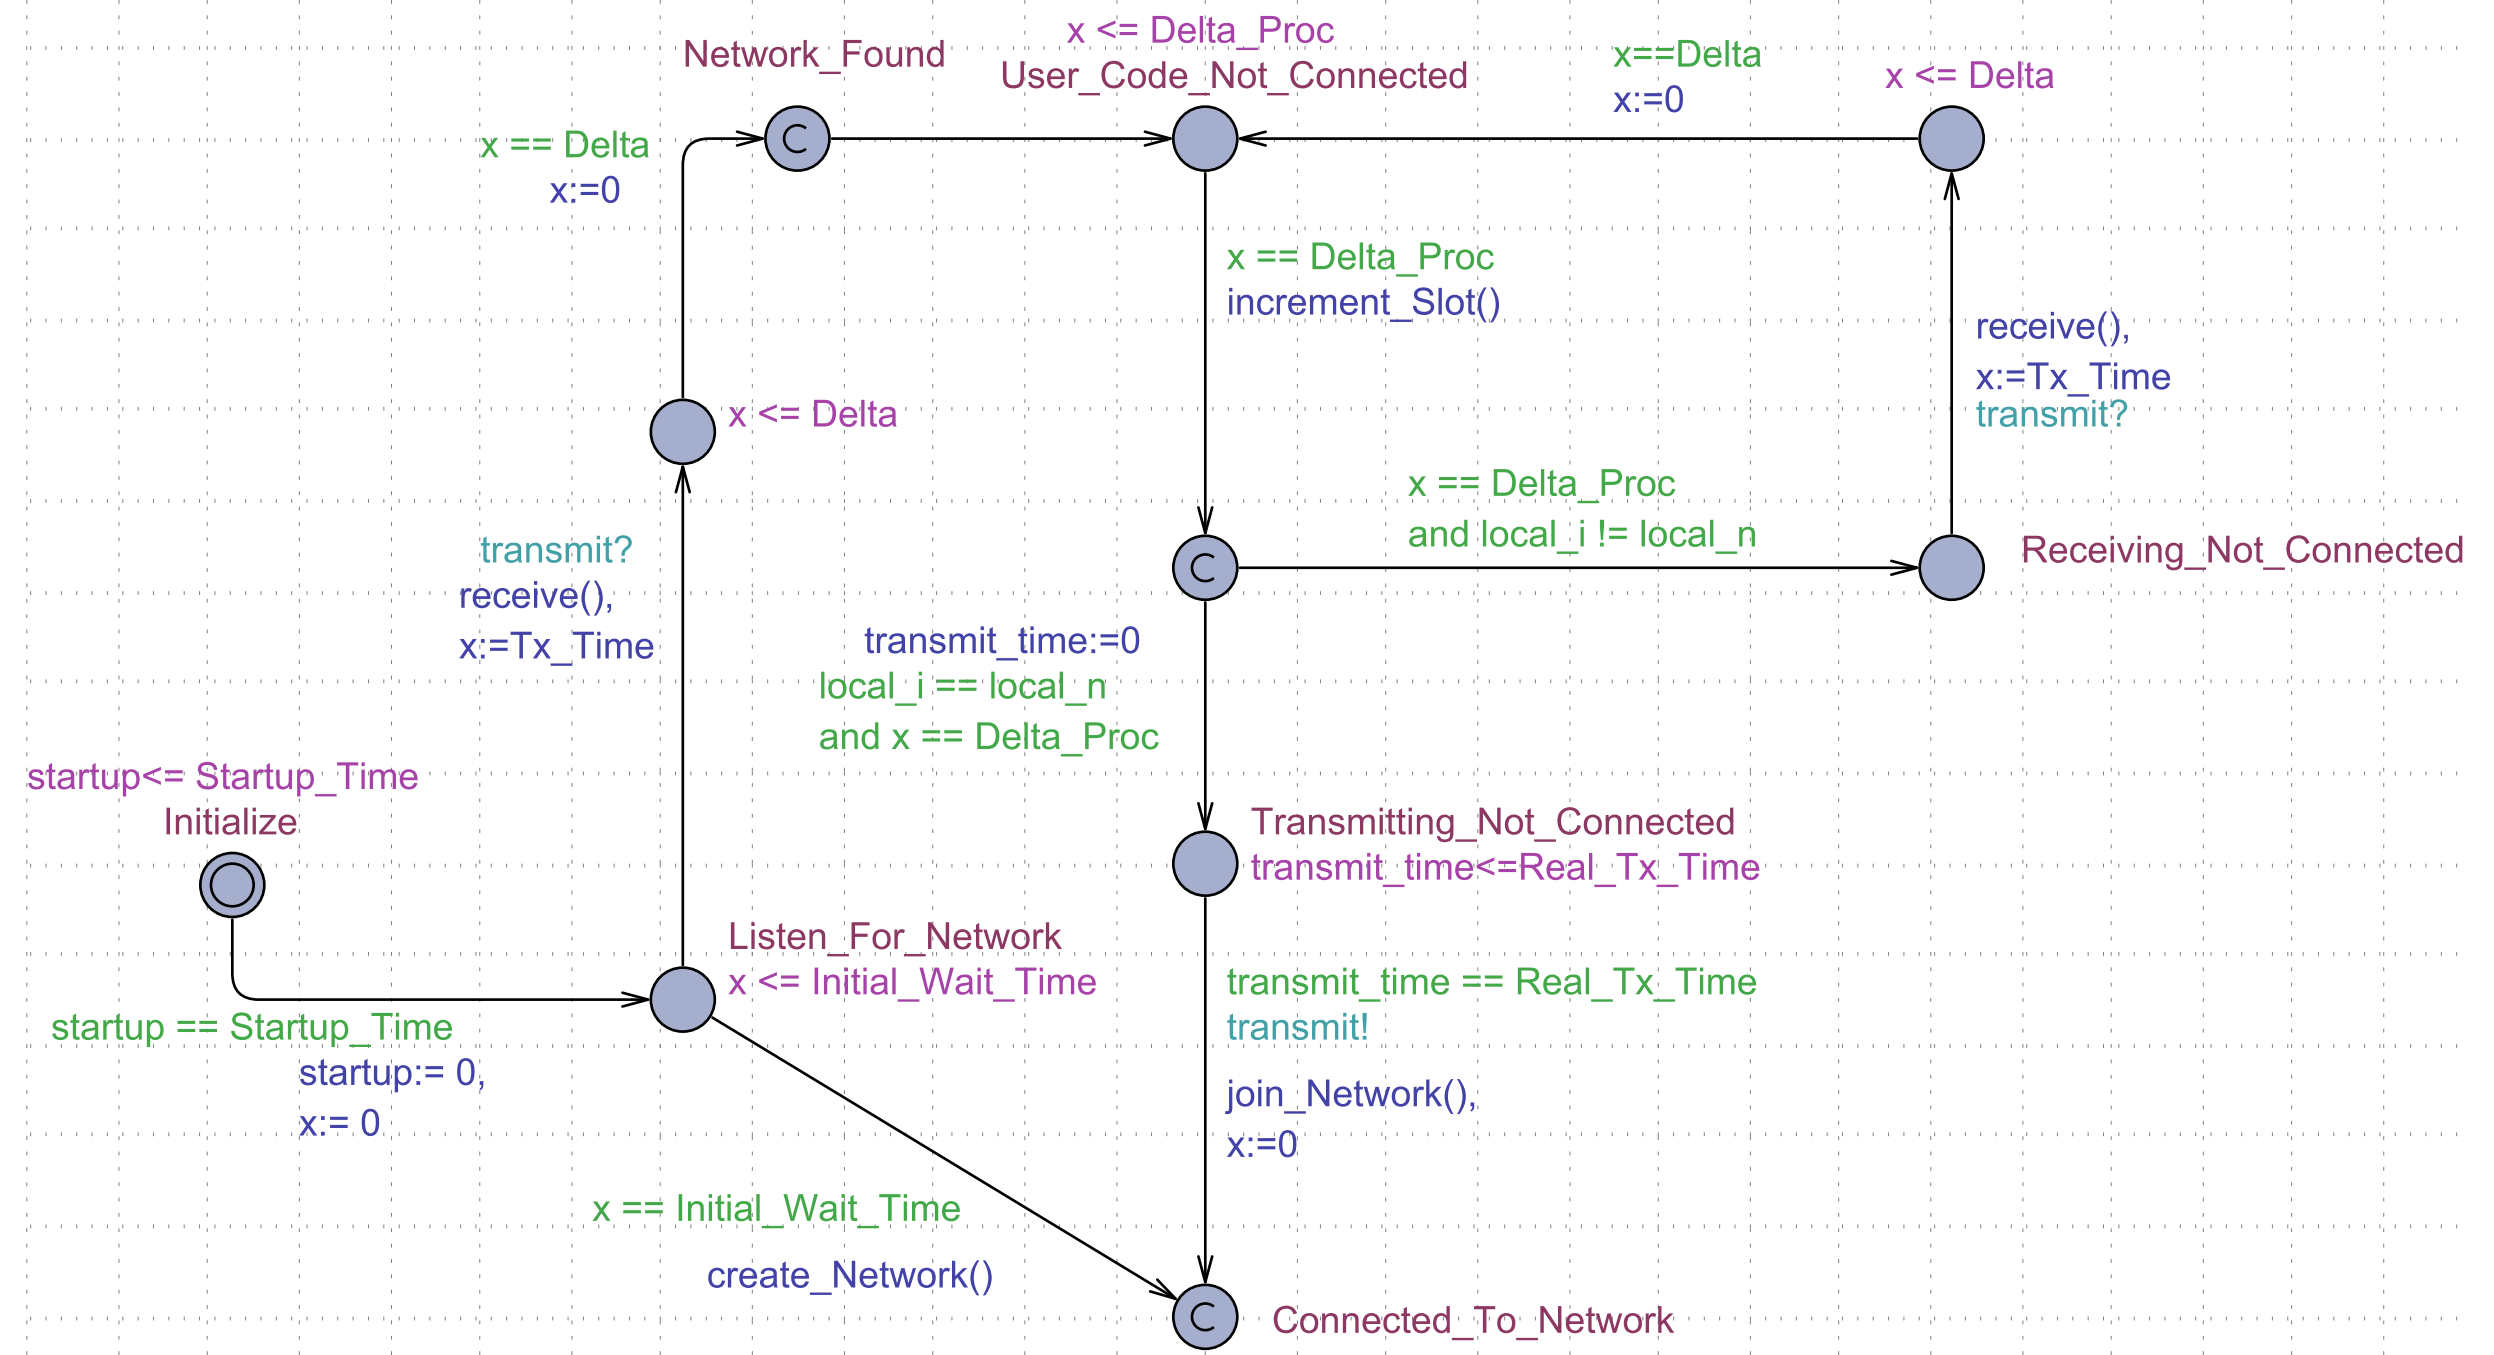 x <= Delta_Proc
Network_Found
User_Code_Node_Not_Connected
x==Delta
x:=0
x <= Delta
x == Delta
x:=0
C
x == Delta_Proc
increment_Slot()
receive(),
x:=Tx_Time
transmit?
x <= Delta
x == Delta_Proc
and local_i != local_n
transmit?
receive(),
x:=Tx_Time
C
Receiving_Not_Connected
transmit_time:=0
local_i == local_n
and x == Delta_Proc
startup<= Startup_Time
Initialize
Transmitting_Not_Connected
transmit_time<=Real_Tx_Time
Listen_For_Network
x <= Initial_Wait_Time
startup == Startup_Time
startup:= 0,
x:= 0
transmit_time == Real_Tx_Time
transmit!
join_Network(),
x:=0
x == Initial_Wait_Time
create_Network()
C
Connected_To_Network